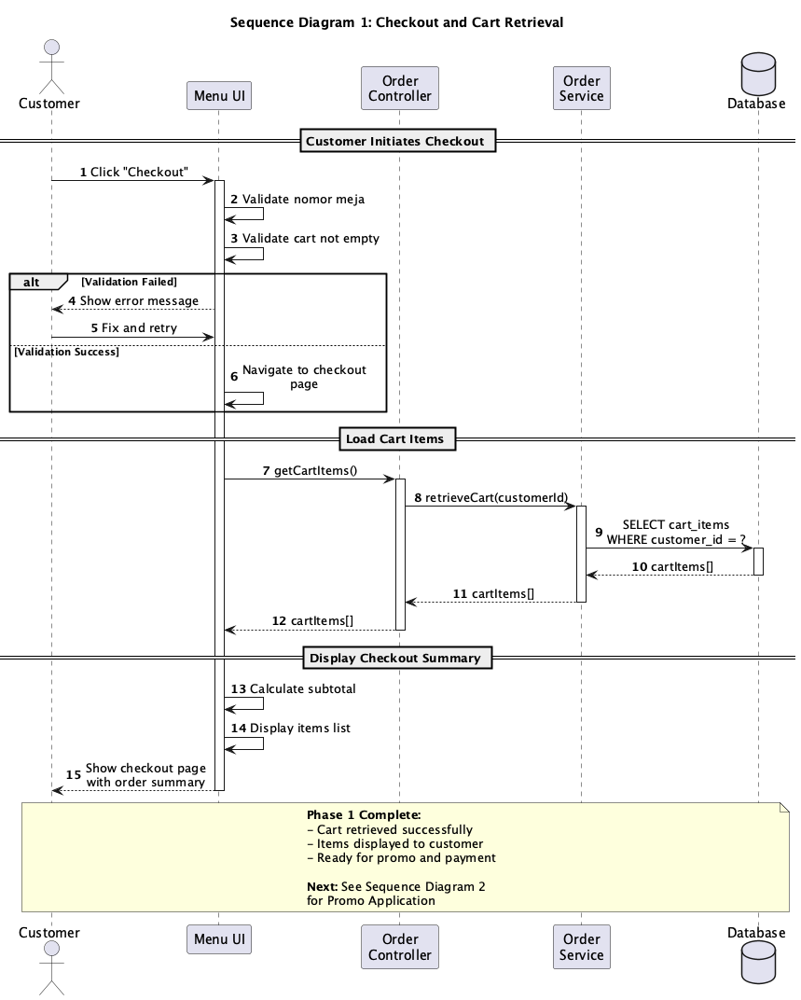 Sequence Diagram 1: Checkout and Cart Retrieval
Customer
Menu UI
Order
Controller
Order
Service
Database
Customer Initiates Checkout
1 Click "Checkout"
2 Validate nomor meja
3 Validate cart not empty
alt
[Validation Failed]
4 Show error message
5 Fix and retry
[Validation Success]
6 Navigate to checkout
page
Load Cart Items
7 getCartItems()
8 retrieveCart(customerId)
9 SELECT cart_items
WHERE customer_id = ?
10 cartItems[]
11 cartItems[]
12 cartItems[]
Display Checkout Summary
13 Calculate subtotal
14 Display items list
15 Show checkout page
with order summary
Phase 1 Complete:
- Cart retrieved successfully
- Items displayed to customer
- Ready for promo and payment
Next: See Sequence Diagram 2
for Promo Application
Customer
Menu UI
Order
Controller
Order
Service
Database